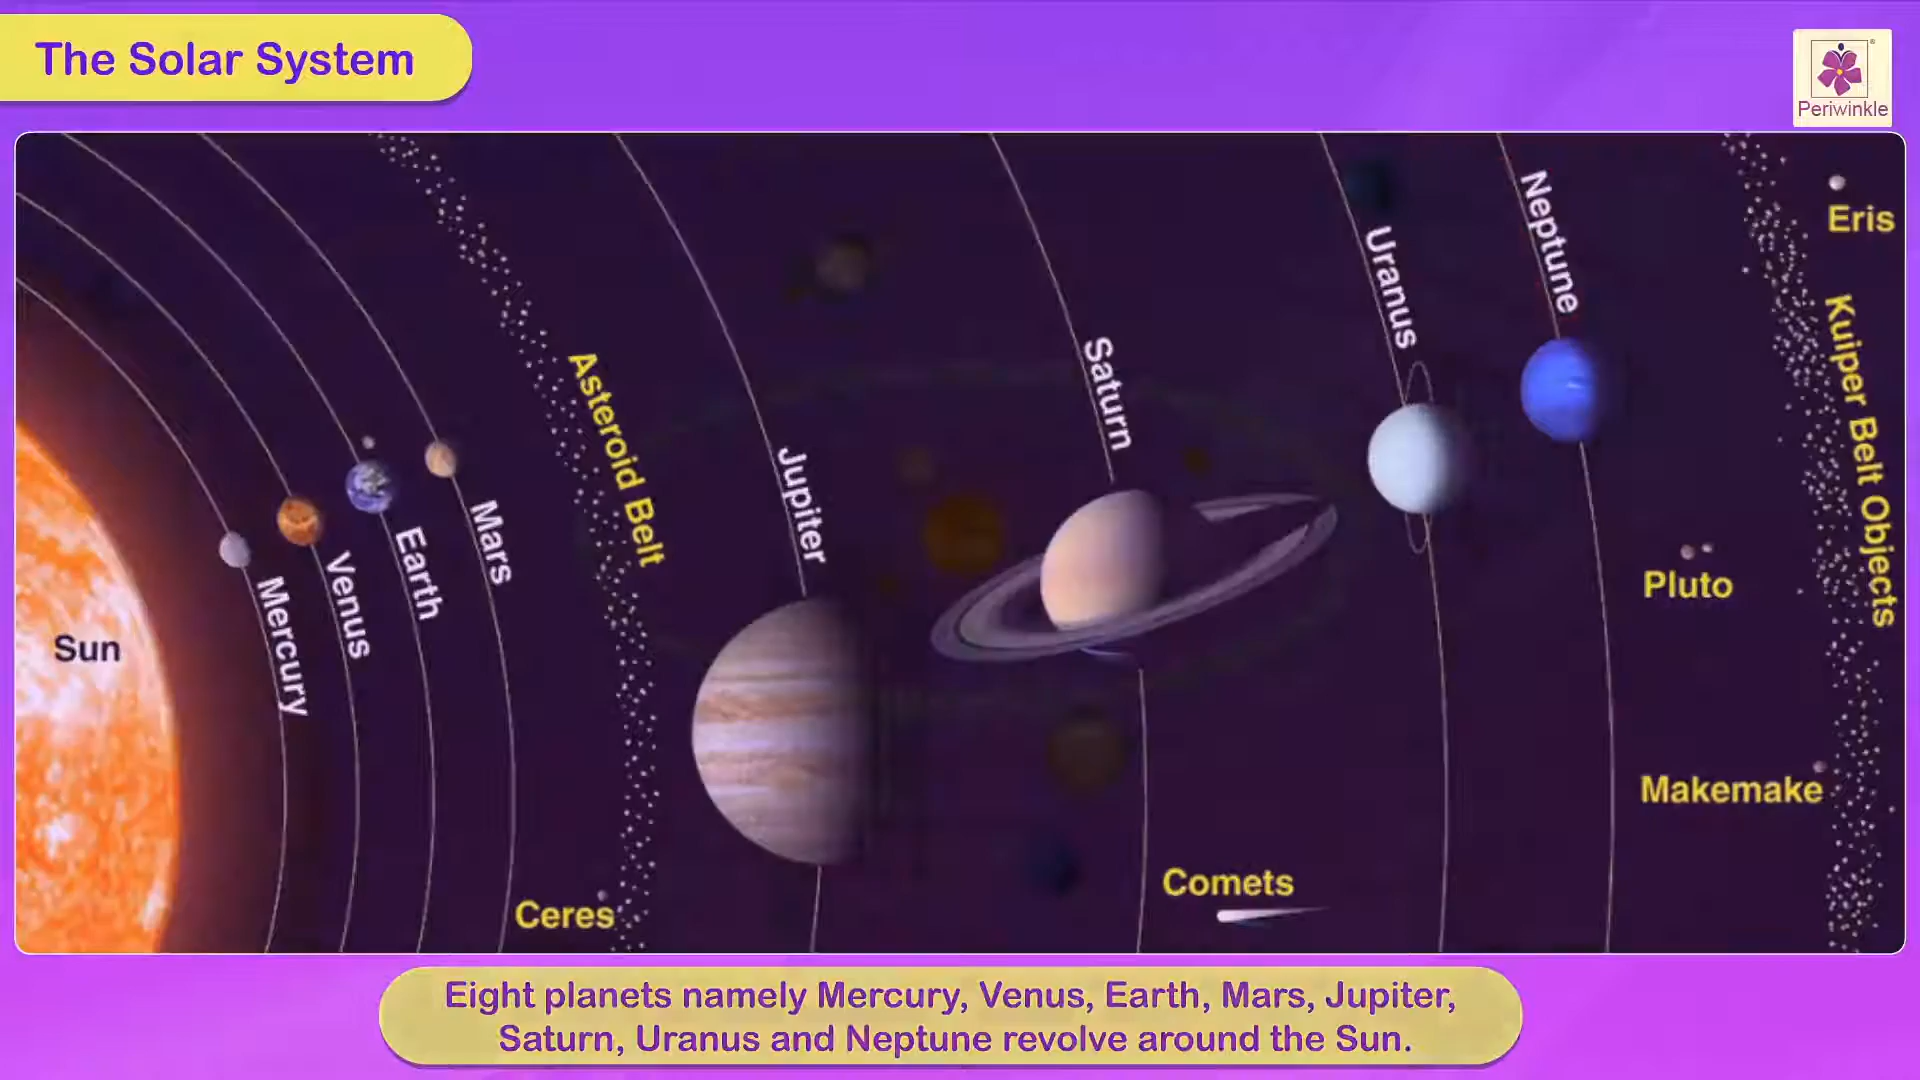 The Solar System
®
Periwinkle
Sun
Mercury
Venus
Earth
Mars
Asteroid Belt
Ceres
Jupiter
Saturn
Comets
Uranus
Neptune
Eris
Kuiper Belt Objects
Pluto
Makemake
Eight planets namely Mercury, Venus, Earth, Mars, Jupiter,
Saturn, Uranus and Neptune revolve around the Sun.